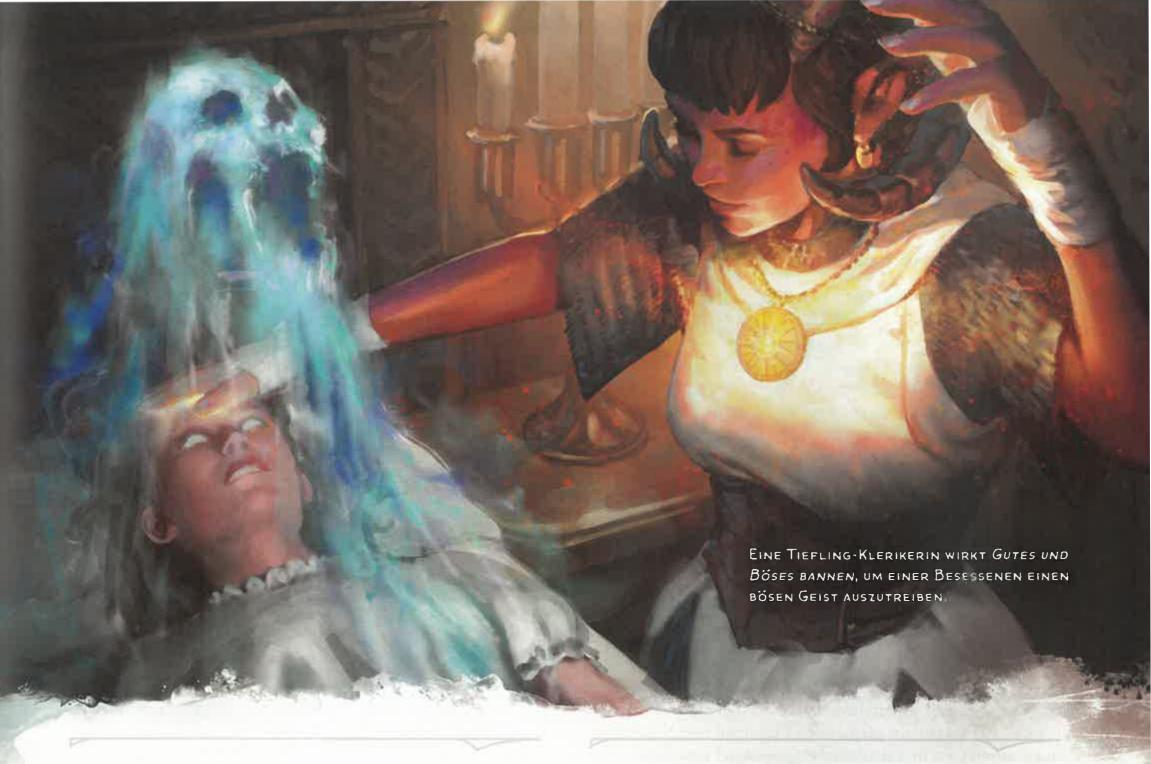 Eine Tiefling-Klerikerin wirkt Gutes und
Böses bannen, um einer Besessenen einen
bösen Geist auszutreiben.